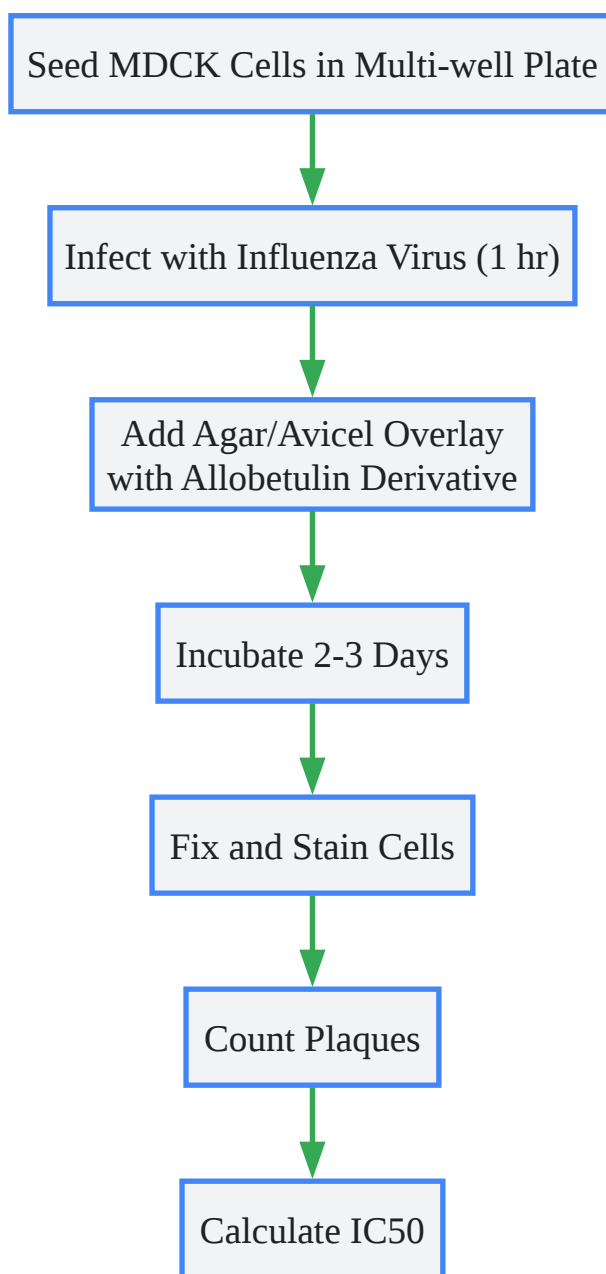 Seed MDCK Cells in Multi-well Plate
Infect with Influenza Virus (1 hr)
Add Agar/Avicel Overlay
with Allobetulin Derivative
Incubate 2-3 Days
Fix and Stain Cells
Count Plaques
Calculate IC50